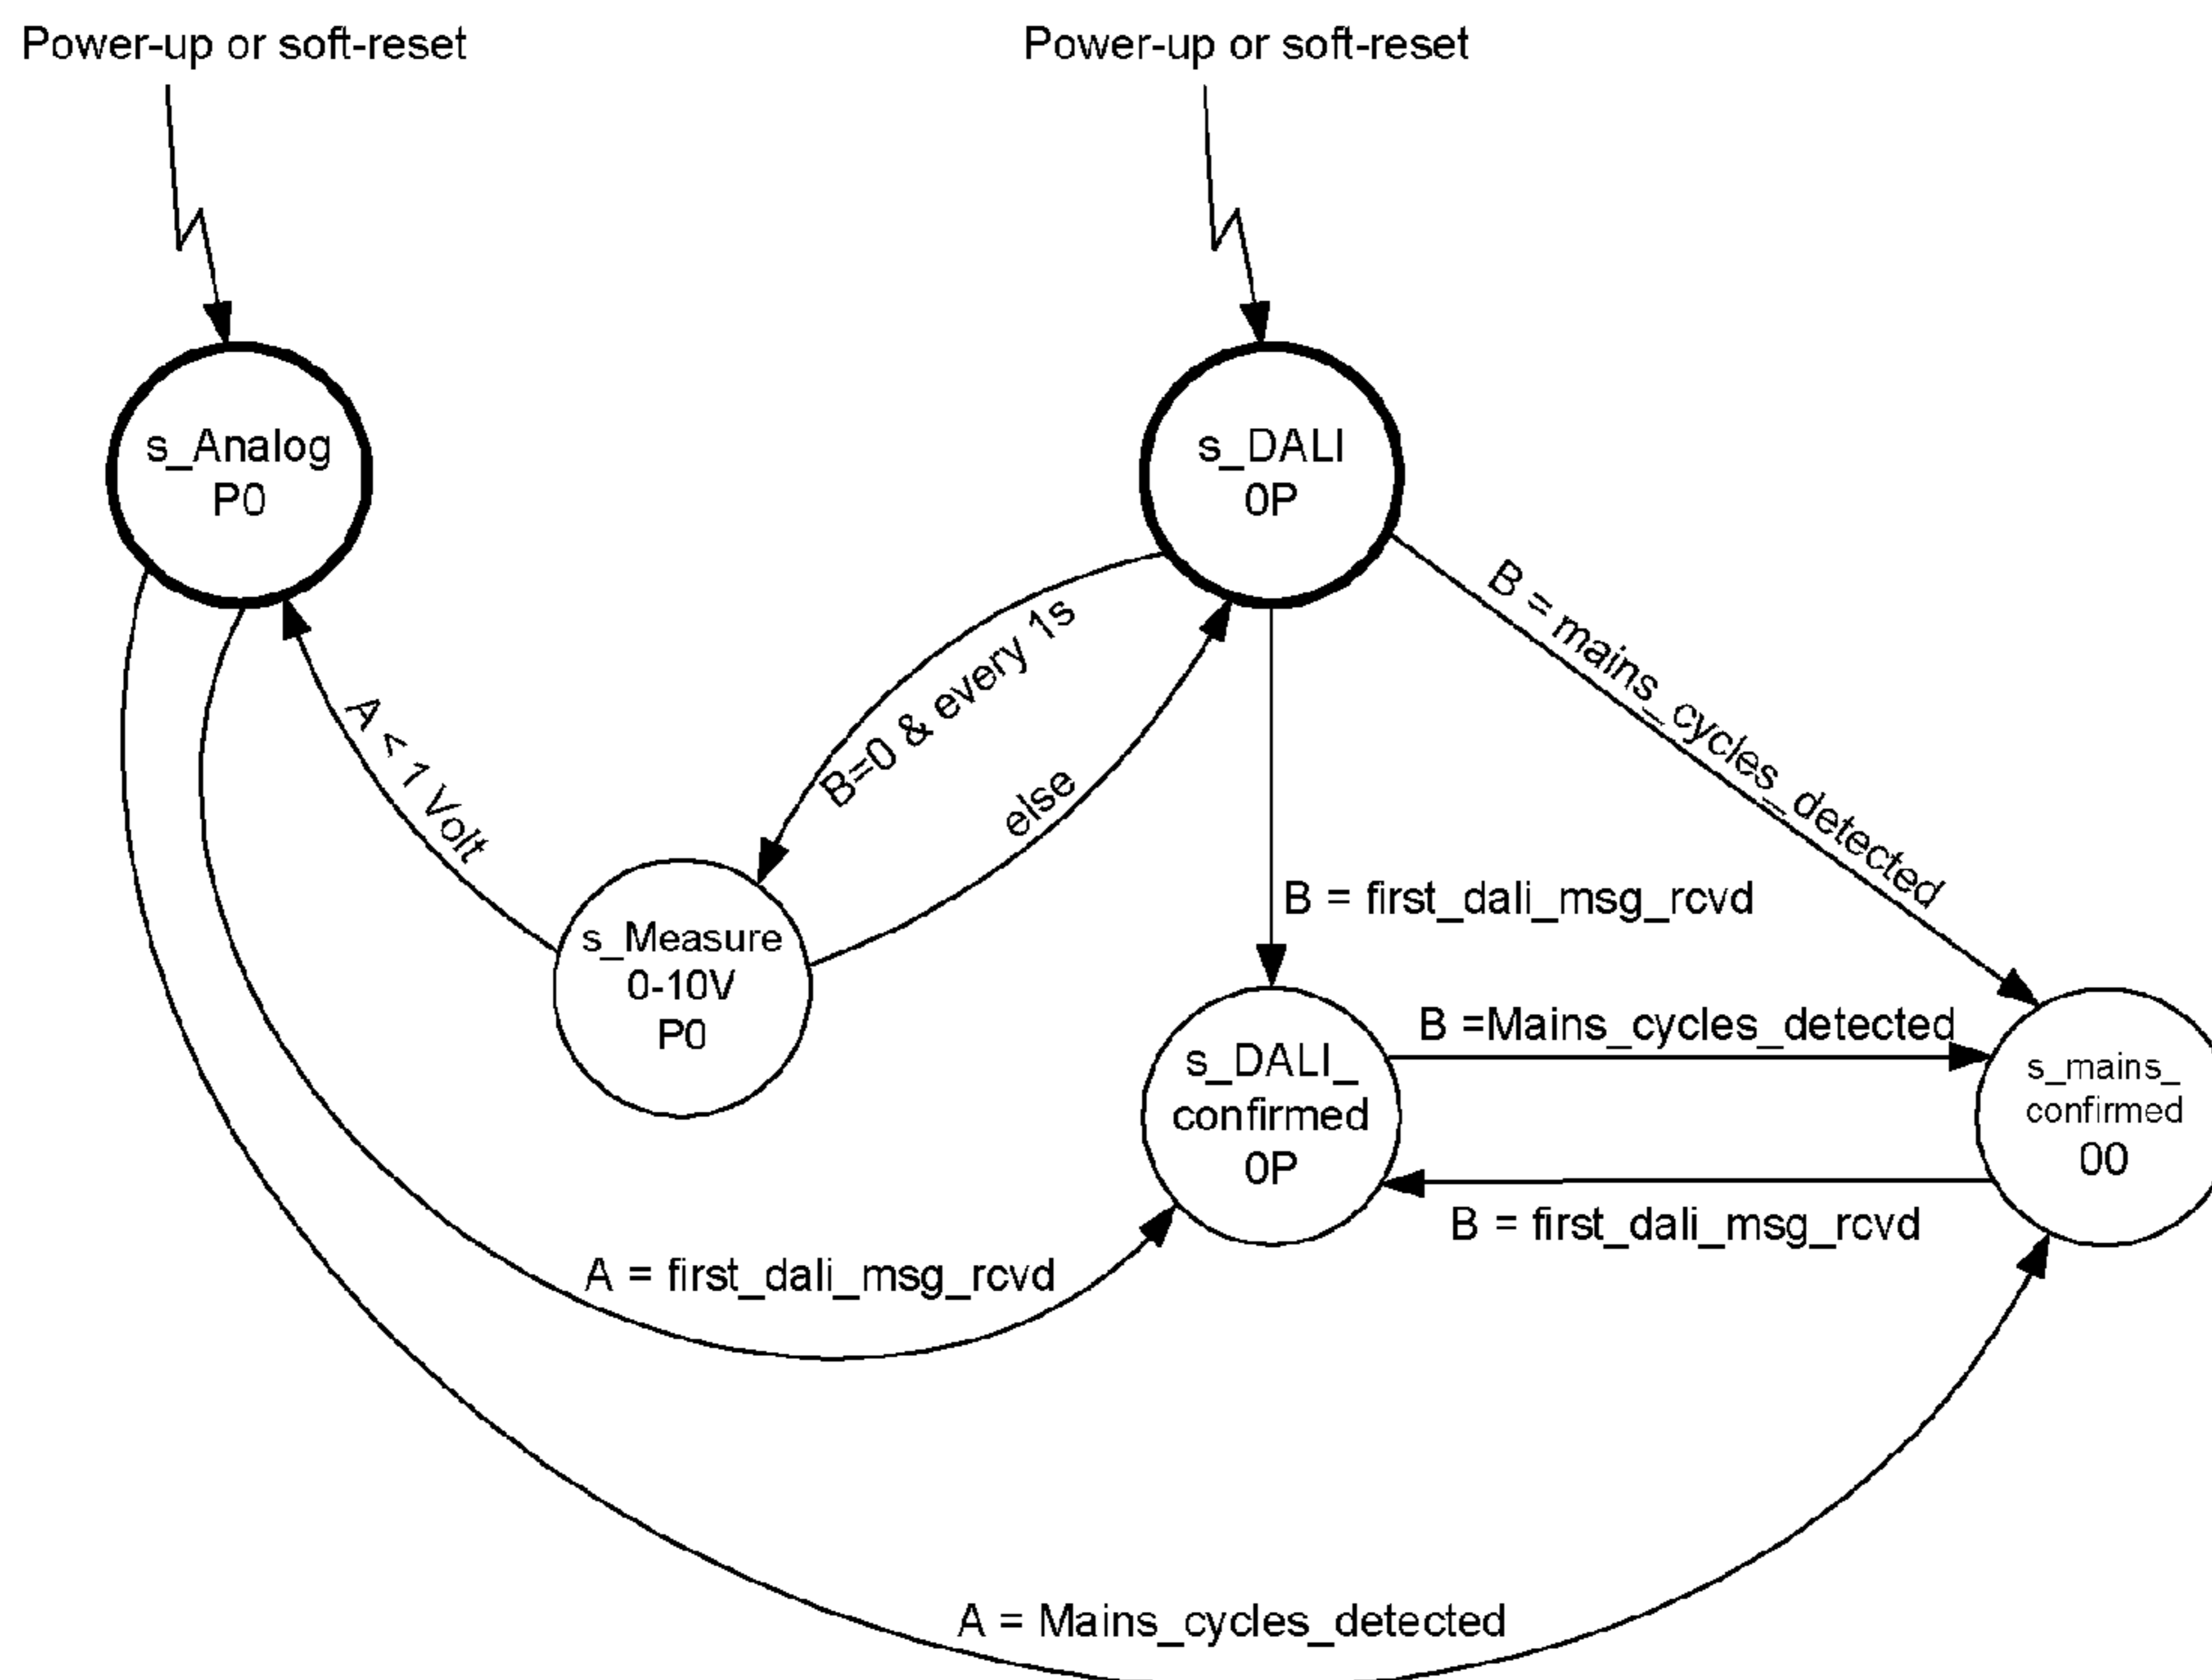 Power-up or soft-reset
Power-up or soft-reset
s_Analog
P0
s_DALI
0P
B = mains_cycles_detected
B=0 & every 1s
A < 1 Volt
else
B = first_dali_msg_rcvd
s_Measure
0-10V
P0
B =Mains_cycles_detected
s_DALI_
confirmed
0P
s_mains_
confirmed
00
B = first_dali_msg_rcvd
A = first_dali_msg_rcvd
A = Mains_cycles_detected